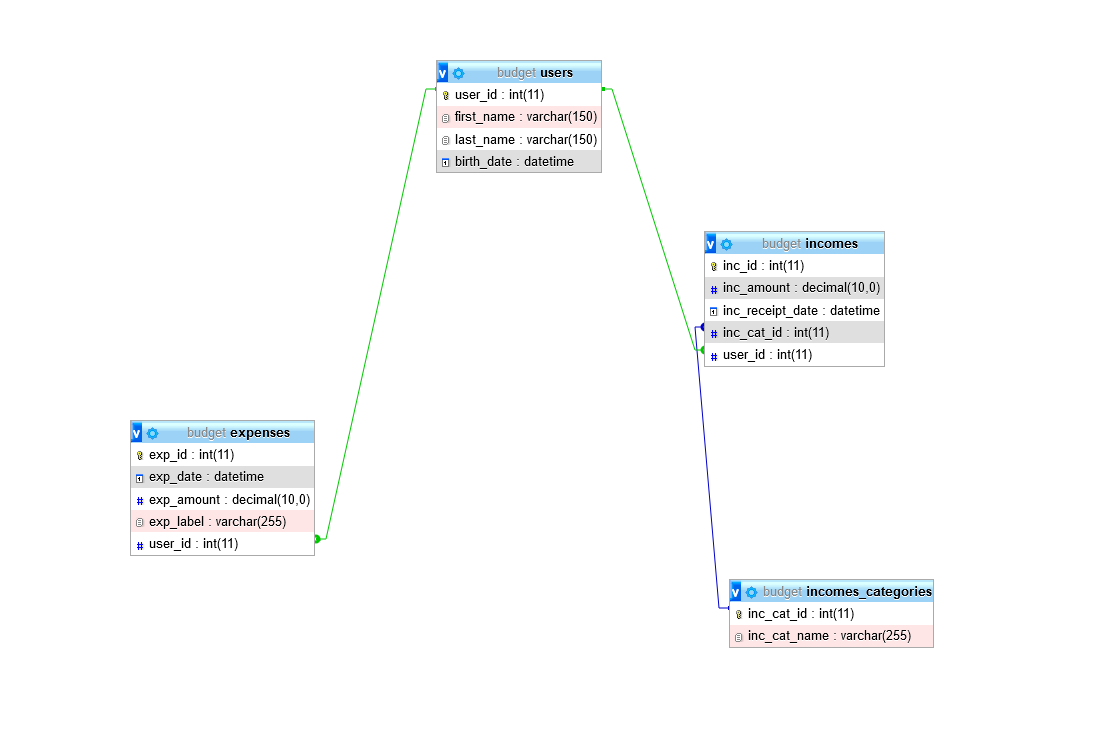 v budget users
user_id : int(11)
first_name : varchar(150)
last_name : varchar(150)
birth_date : datetime
v budget incomes
inc_id : int(11)
# inc_amount : decimal(10,0)
inc_receipt_date : datetime
# inc_cat_id : int(11)
# user_id : int(11)
v budget expenses
exp_id : int(11)
exp_date : datetime
# exp_amount : decimal(10,0)
exp_label : varchar(255)
# user_id : int(11)
v budget incomes_categories
inc_cat_id : int(11)
inc_cat_name : varchar(255)